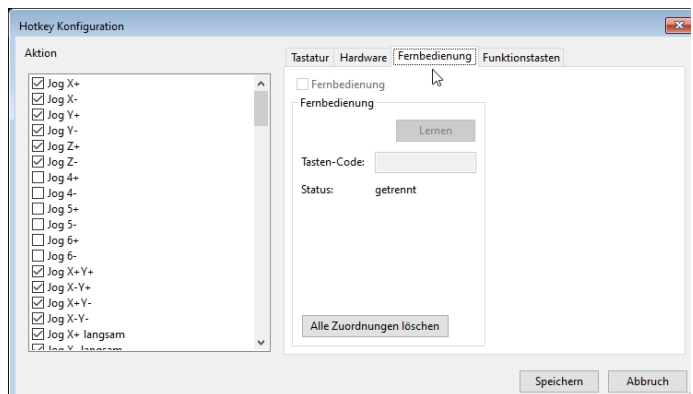 Hotkey Konfiguration
Aktion
Jog X+
Jog X-
Jog Y+
Jog Y-
Jog Z+
Jog Z-
Jog 4+
Jog 4-
Jog 5+
Jog 5-
Jog 6+
Jog 6-
Jog X+Y+
Jog X-Y+
Jog X+Y-
Jog X-Y-
Jog X+ langsam
Jog X- langsam
Tastatur Hardware Fernbedienung Funktionstasten
Fernbedienung
Fernbedienung
Lernen
Tasten-Code:
Status: getrennt
Alle Zuordnungen löschen
Speichern Abbruch